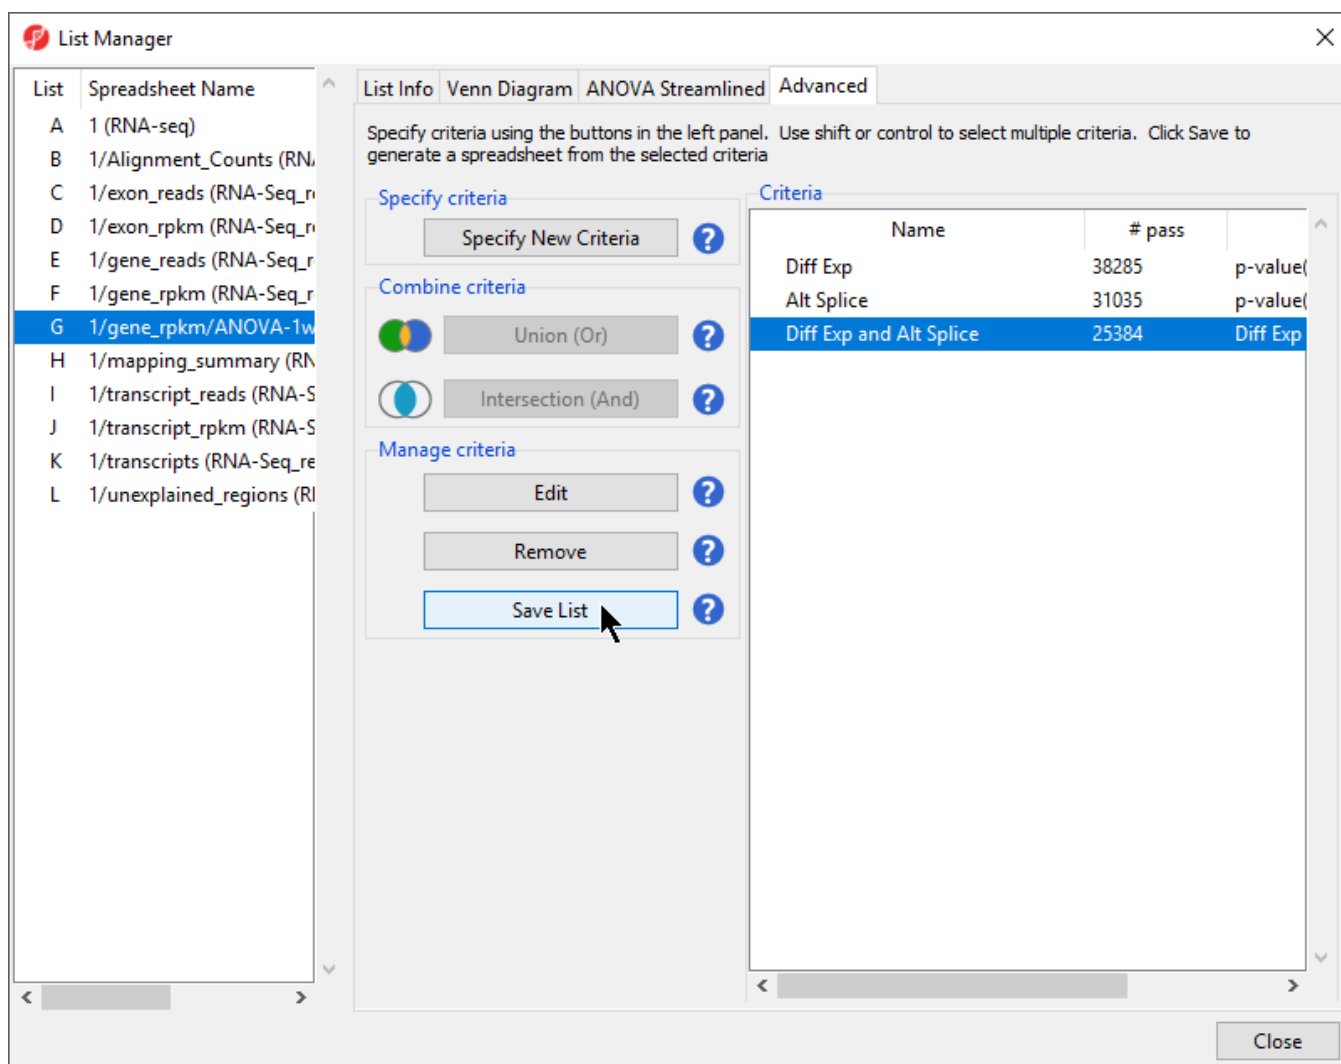 List Manager
List Spreadsheet Name
A 1 (RNA-seq)
B 1/Alignment_Counts (RN
C 1/exon_reads (RNA-Seq_r
D 1/exon_rpkm (RNA-Seq_r
E 1/gene_reads (RNA-Seq_r
F 1/gene_rpkm (RNA-Seq_r
G 1/gene_rpkm/ANOVA-1w
H 1/mapping_summary (RN
I 1/transcript_reads (RNA-S
J 1/transcript_rpkm (RNA-S
K 1/transcripts (RNA-Seq_re
L 1/unexplained_regions (R
List Info Venn Diagram ANOVA Streamlined Advanced
Specify criteria using the buttons in the left panel. Use shift or control to select multiple criteria. Click Save to
generate a spreadsheet from the selected criteria
Specify criteria
Specify New Criteria ?
Combine criteria
Union (Or) ?
Intersection (And) ?
Manage criteria
Edit ?
Remove ?
Save List ?
Criteria
Name # pass
Diff Exp 38285 p-value(
Alt Splice 31035 p-value(
Diff Exp and Alt Splice 25384 Diff Exp
Close